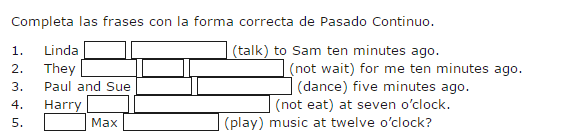 Completa las frases con la forma correcta de Pasado Continuo.
1. Linda (talk) to Sam ten minutes ago.
2. They (not wait) for me ten minutes ago.
3. Paul and Sue (dance) five minutes ago.
4. Harry (not eat) at seven o’clock.
5. Max (play) music at twelve o’clock?